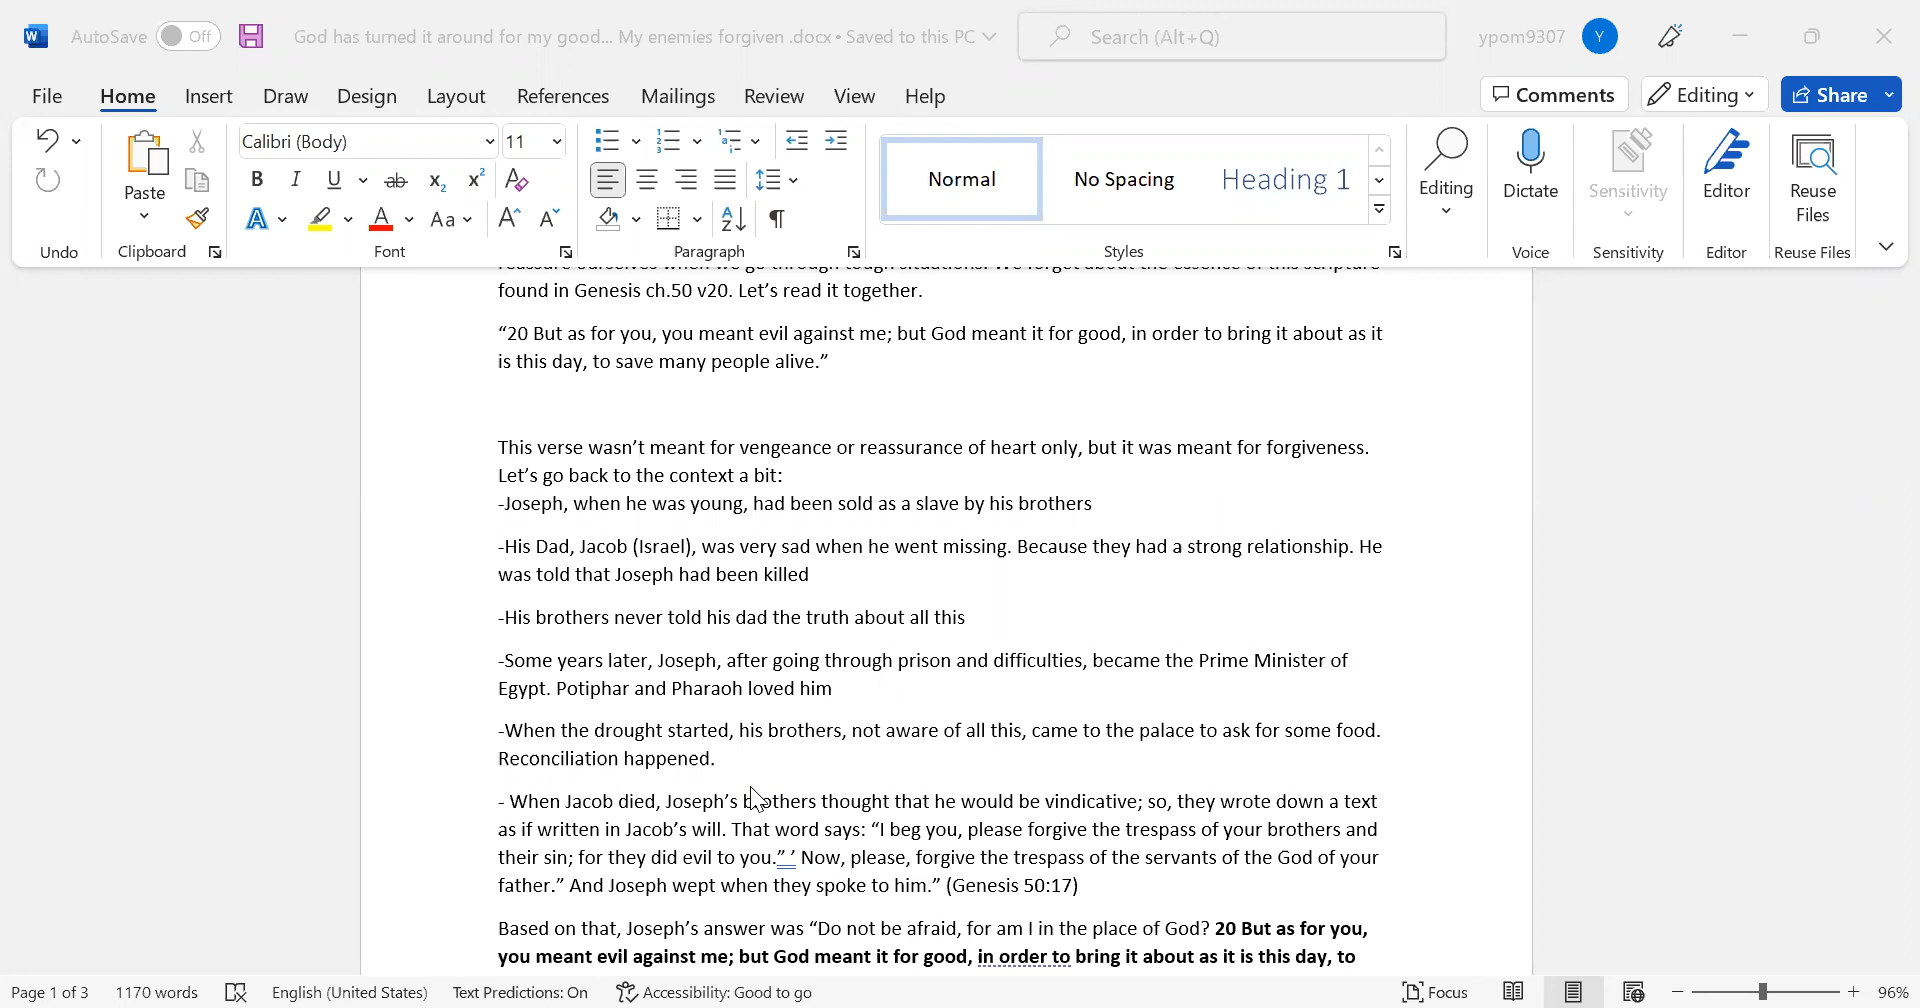 AutoSave Off God has turned it around for my good... My enemies forgiven .docx • Saved to this PC Search (Alt+Q) ypom9307 Y
File Home Insert Draw Design Layout References Mailings Review View Help Comments Editing Share
Calibri (Body) 11
Paste
Normal No Spacing Heading 1
Editing Dictate Sensitivity Editor Reuse Files
Undo Clipboard Font Paragraph Styles Voice Sensitivity Editor Reuse Files
found in Genesis ch.50 v20. Let’s read it together.
“20 But as for you, you meant evil against me; but God meant it for good, in order to bring it about as it
is this day, to save many people alive.”
This verse wasn’t meant for vengeance or reassurance of heart only, but it was meant for forgiveness.
Let’s go back to the context a bit:
-Joseph, when he was young, had been sold as a slave by his brothers
-His Dad, Jacob (Israel), was very sad when he went missing. Because they had a strong relationship. He
was told that Joseph had been killed
-His brothers never told his dad the truth about all this
-Some years later, Joseph, after going through prison and difficulties, became the Prime Minister of
Egypt. Potiphar and Pharaoh loved him
-When the drought started, his brothers, not aware of all this, came to the palace to ask for some food.
Reconciliation happened.
- When Jacob died, Joseph’s brothers thought that he would be vindicative; so, they wrote down a text
as if written in Jacob’s will. That word says: “I beg you, please forgive the trespass of your brothers and
their sin; for they did evil to you.” ’ Now, please, forgive the trespass of the servants of the God of your
father.” And Joseph wept when they spoke to him.” (Genesis 50:17)
Based on that, Joseph’s answer was “Do not be afraid, for am I in the place of God? 20 But as for you,
you meant evil against me; but God meant it for good, in order to bring it about as it is this day, to
Page 1 of 3 1170 words English (United States) Text Predictions: On Accessibility: Good to go Focus 96%